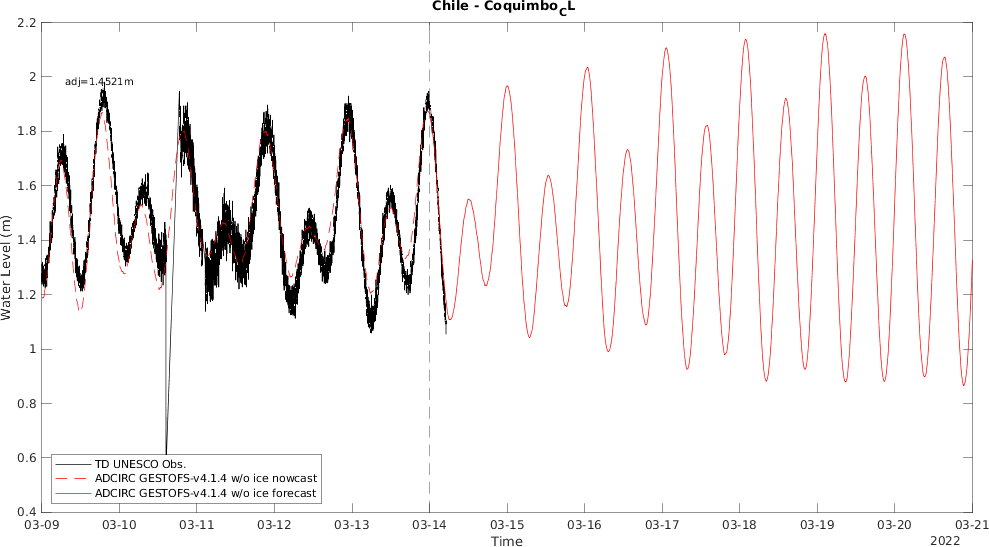 Chile - Coquimbo_CL
2.2
2
1.8
1.6
1.4
1.2
1
0.8
0.6
0.4
Water Level (m)
adj=1.4521m
TD UNESCO Obs.
ADCIRC GESTOFS-v4.1.4 w/o ice nowcast
ADCIRC GESTOFS-v4.1.4 w/o ice forecast
03-09 03-10 03-11 03-12 03-13 03-14 03-15 03-16 03-17 03-18 03-19 03-20 03-21
Time
2022